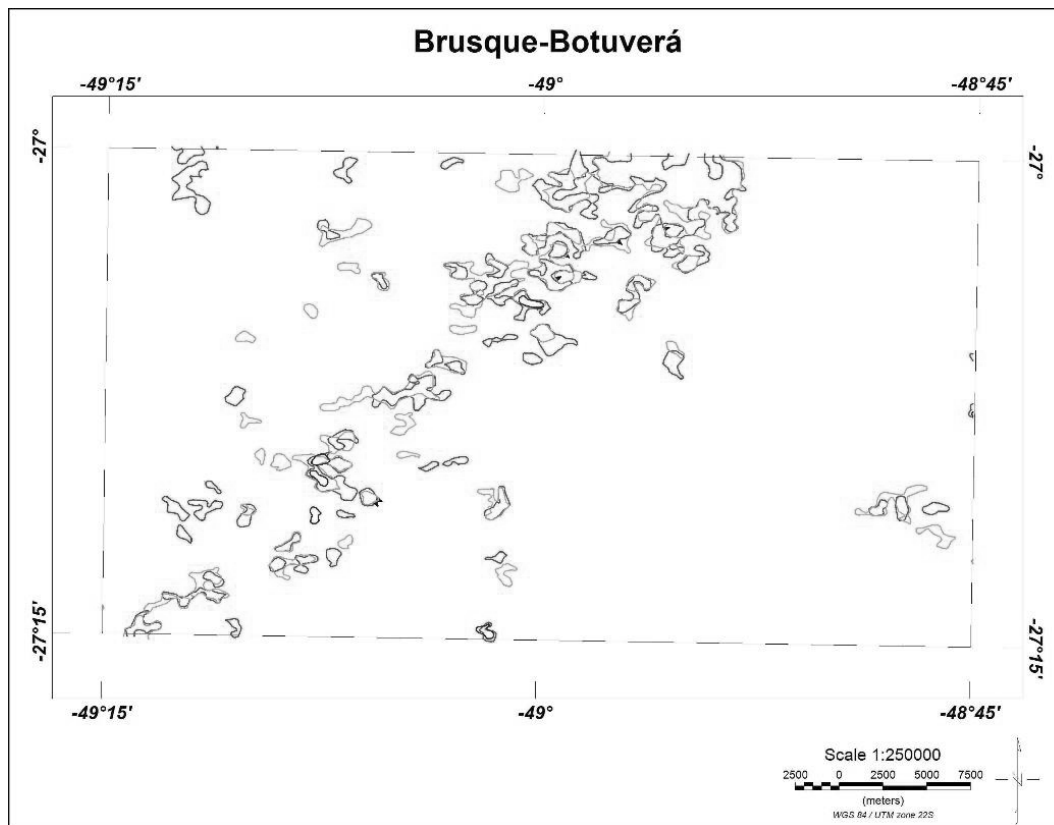 Brusque-Botuverá
-49°15'
-49°
-48°45'
-27°
-27°
-27°15'
-27°15'
-49°15'
-49°
-48°45'
Scale 1:250000
2500 0 2500 5000 7500
(meters)
WGS 84 / UTM zone 22S